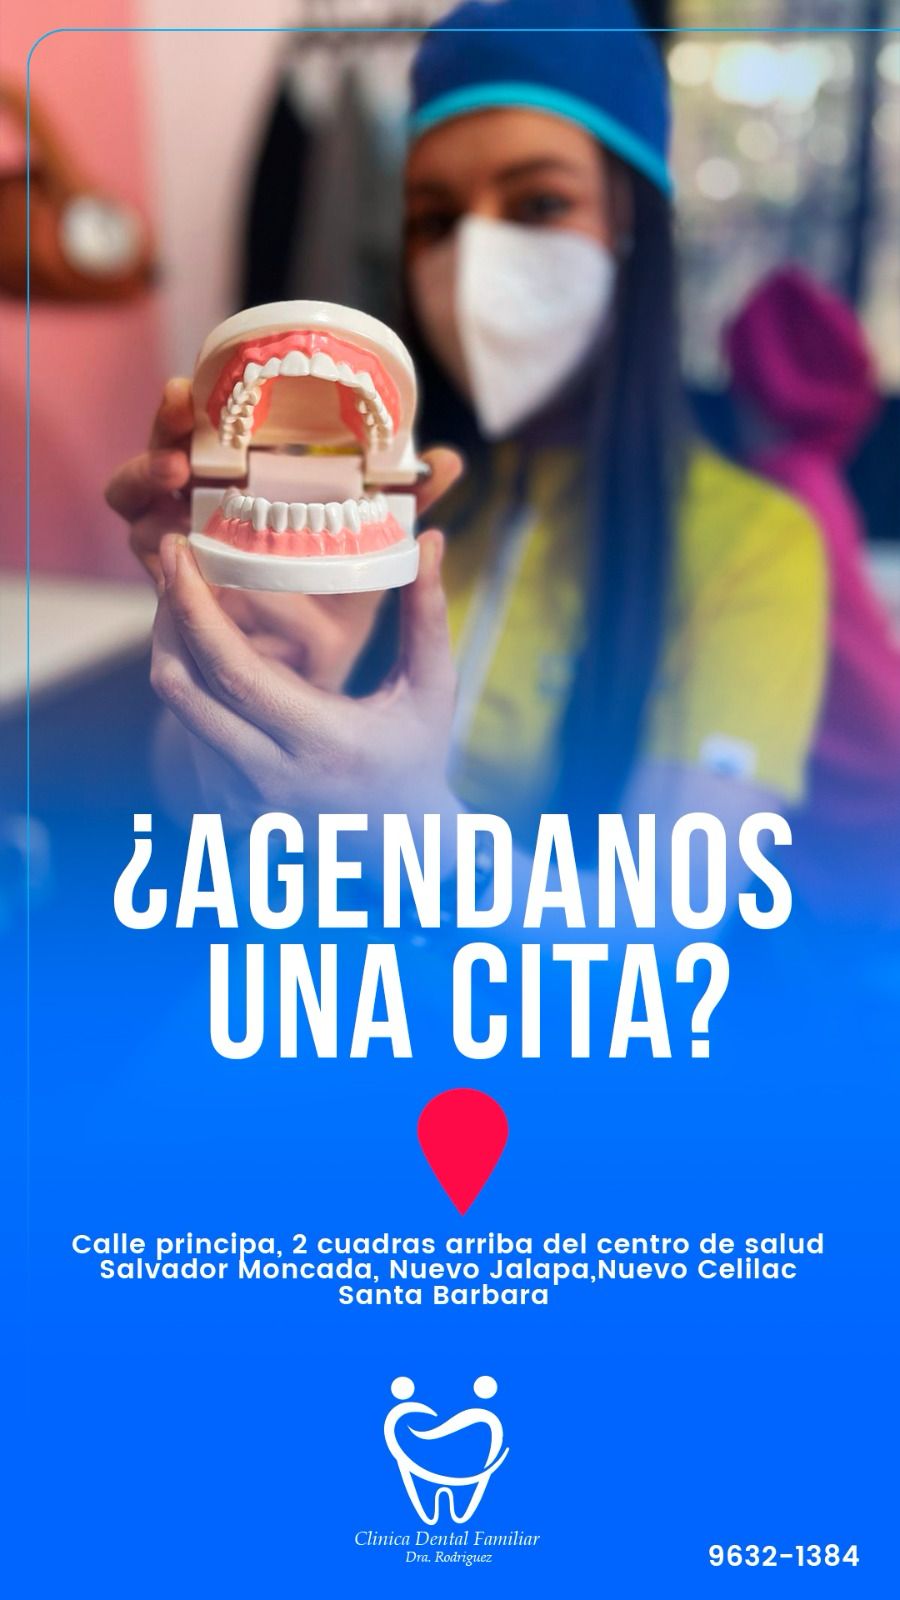 ¿AGENDANOS
UNA CITA?
Calle principa, 2 cuadras arriba del centro de salud
Salvador Moncada, Nuevo Jalapa,Nuevo Celilac
Santa Barbara
Clinica Dental Familiar
Dra. Rodriguez
9632-1384